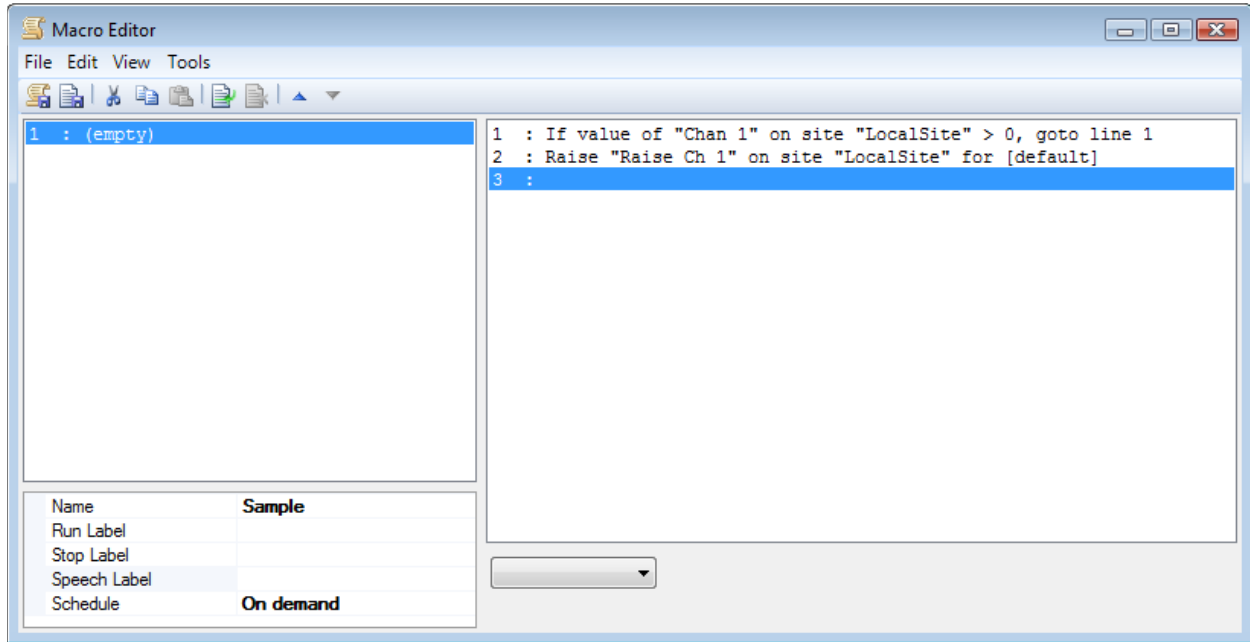 Macro Editor
File Edit View Tools
1 : (empty)
1 : If value of "Chan 1" on site "LocalSite" > 0, goto line 1
2 : Raise "Raise Ch 1" on site "LocalSite" for [default]
3 :
Name Sample
Run Label
Stop Label
Speech Label
Schedule On demand